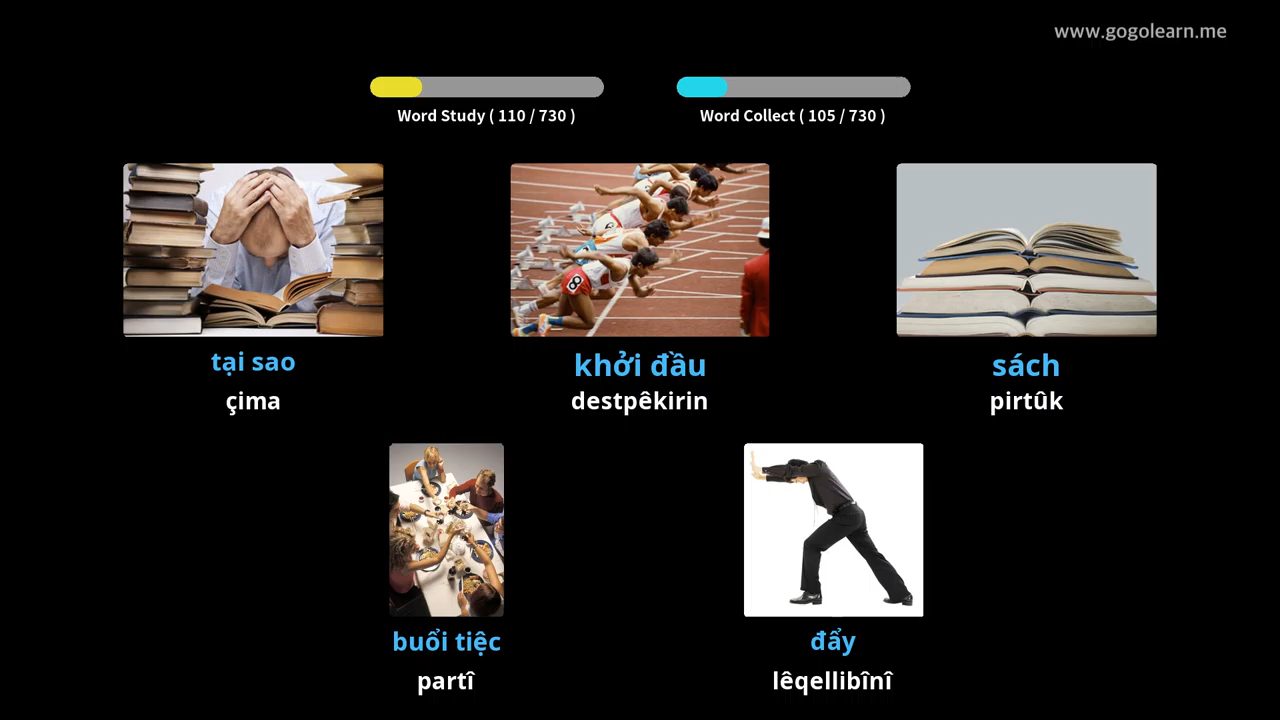 www.gogolearn.me
Word Study ( 110 / 730 )
Word Collect ( 105 / 730 )
tại sao
çima
khởi đầu
destpêkirin
sách
pirtûk
buổi tiệc
partî
đẩy
lêqellibînî